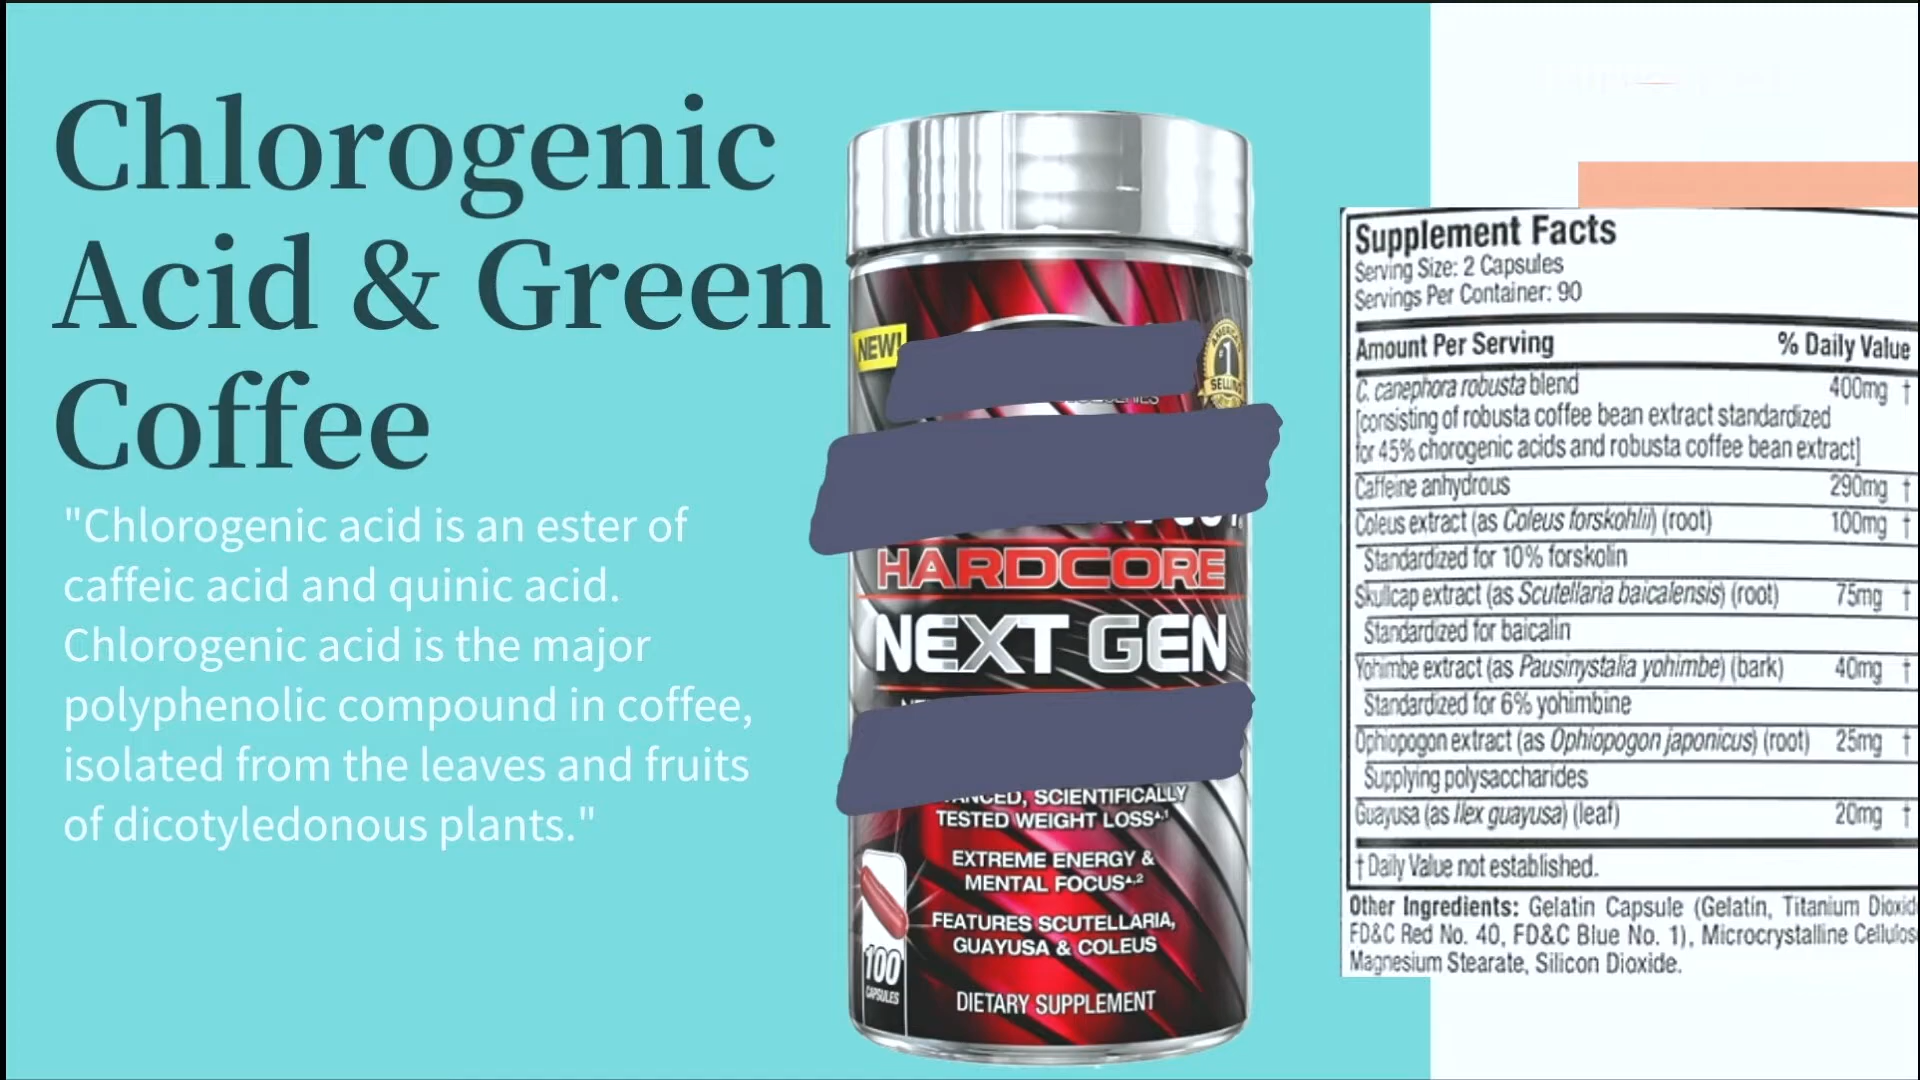 Chlorogenic
Acid & Green
Coffee
"Chlorogenic acid is an ester of
caffeic acid and quinic acid.
Chlorogenic acid is the major
polyphenolic compound in coffee,
isolated from the leaves and fruits
of dicotyledonous plants."
NEW!
AMERICA'S
#1
SELLING
HARDCORE
NEXT GEN
SCIENTIFICALLY
TESTED WEIGHT LOSS▲,1
EXTREME ENERGY &
MENTAL FOCUS▲,2
FEATURES SCUTELLARIA,
GUAYUSA & COLEUS
100
CAPSULES
DIETARY SUPPLEMENT
Supplement Facts
Serving Size: 2 Capsules
Servings Per Container: 90
Amount Per Serving % Daily Value
C. canephora robusta blend 400mg †
[consisting of robusta coffee bean extract standardized
for 45% chorogenic acids and robusta coffee bean extract]
Caffeine anhydrous 290mg †
Coleus extract (as Coleus forskohlii) (root) 100mg †
Standardized for 10% forskolin
Skullcap extract (as Scutellaria baicalensis) (root) 75mg †
Standardized for baicalin
Yohimbe extract (as Pausinystalia yohimbe) (bark) 40mg †
Standardized for 6% yohimbine
Ophiopogon extract (as Ophiopogon japonicus) (root) 25mg †
Supplying polysaccharides
Guayusa (as Ilex guayusa) (leaf) 20mg †
† Daily Value not established.
Other Ingredients: Gelatin Capsule (Gelatin, Titanium Dioxid
FD&C Red No. 40, FD&C Blue No. 1), Microcrystalline Cellulos
Magnesium Stearate, Silicon Dioxide.